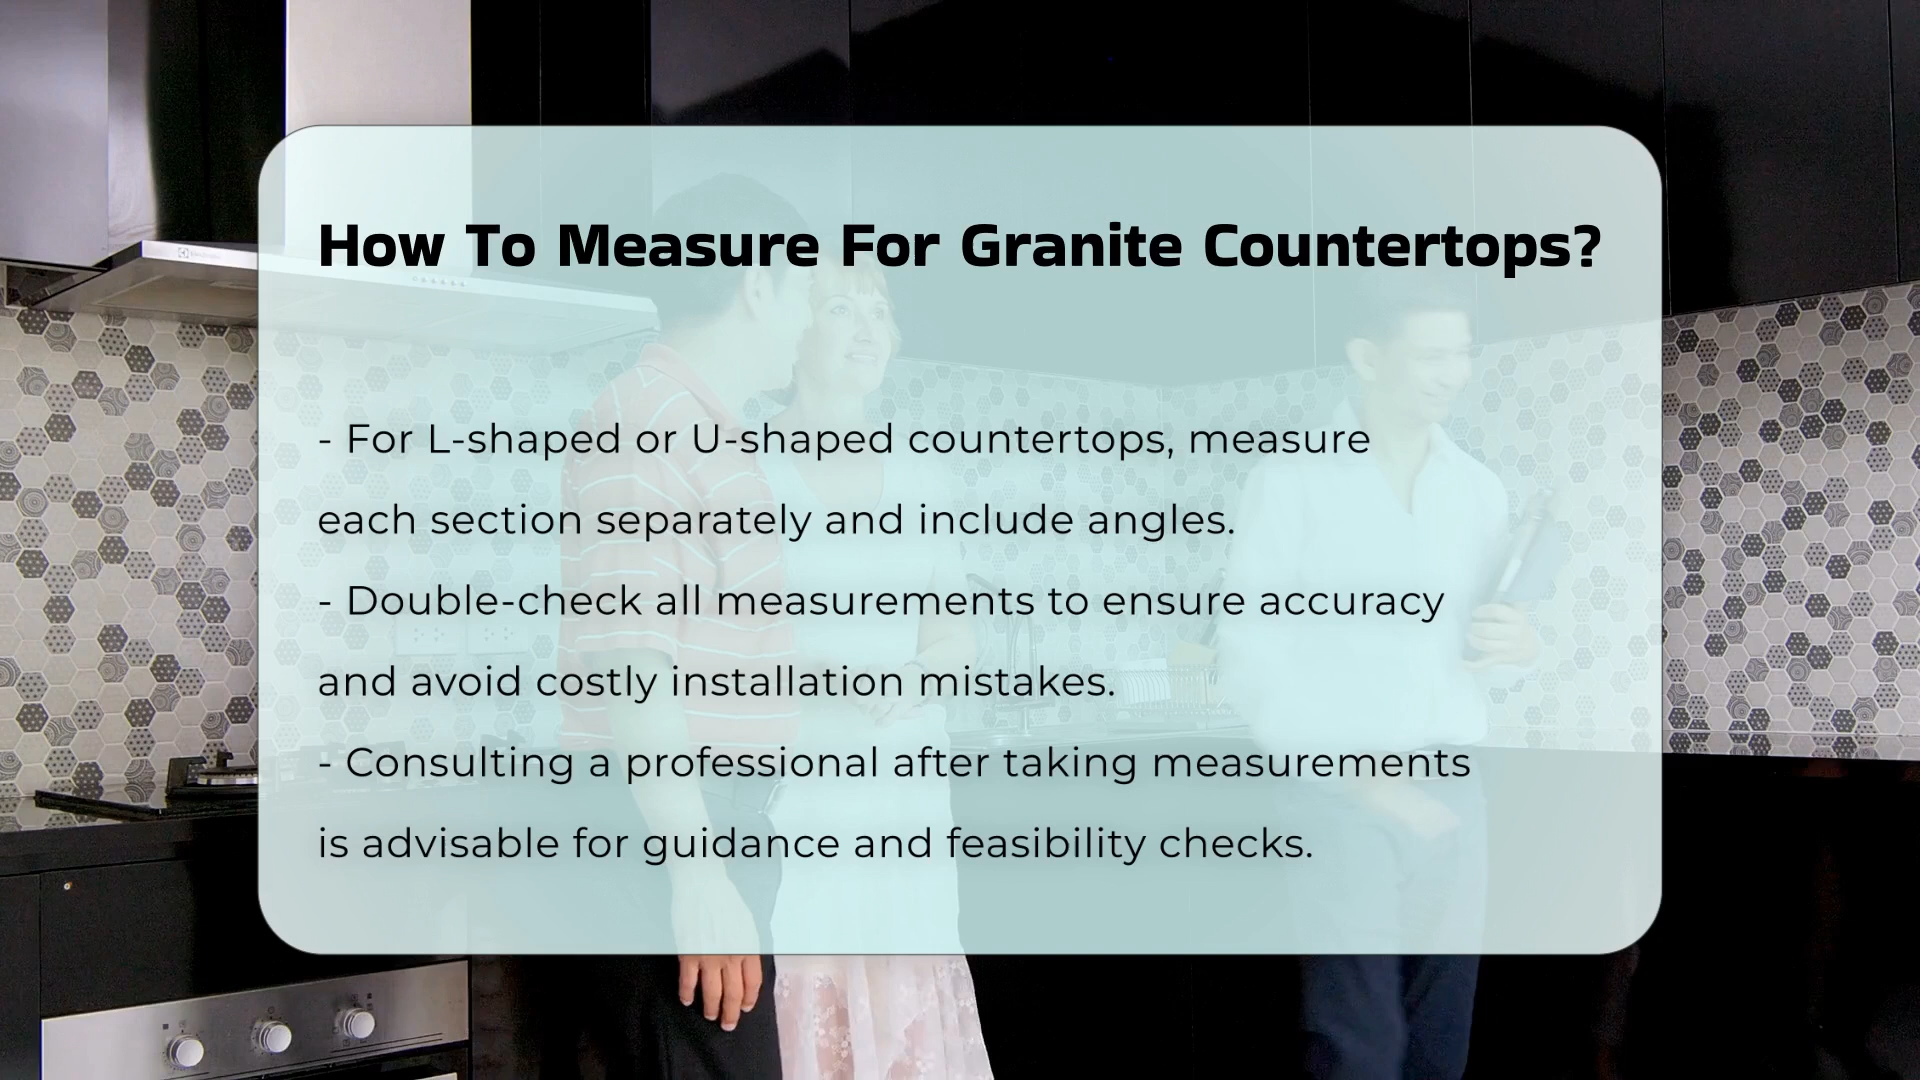 How To Measure For Granite Countertops?
- For L-shaped or U-shaped countertops, measure
each section separately and include angles.
- Double-check all measurements to ensure accuracy
and avoid costly installation mistakes.
- Consulting a professional after taking measurements
is advisable for guidance and feasibility checks.